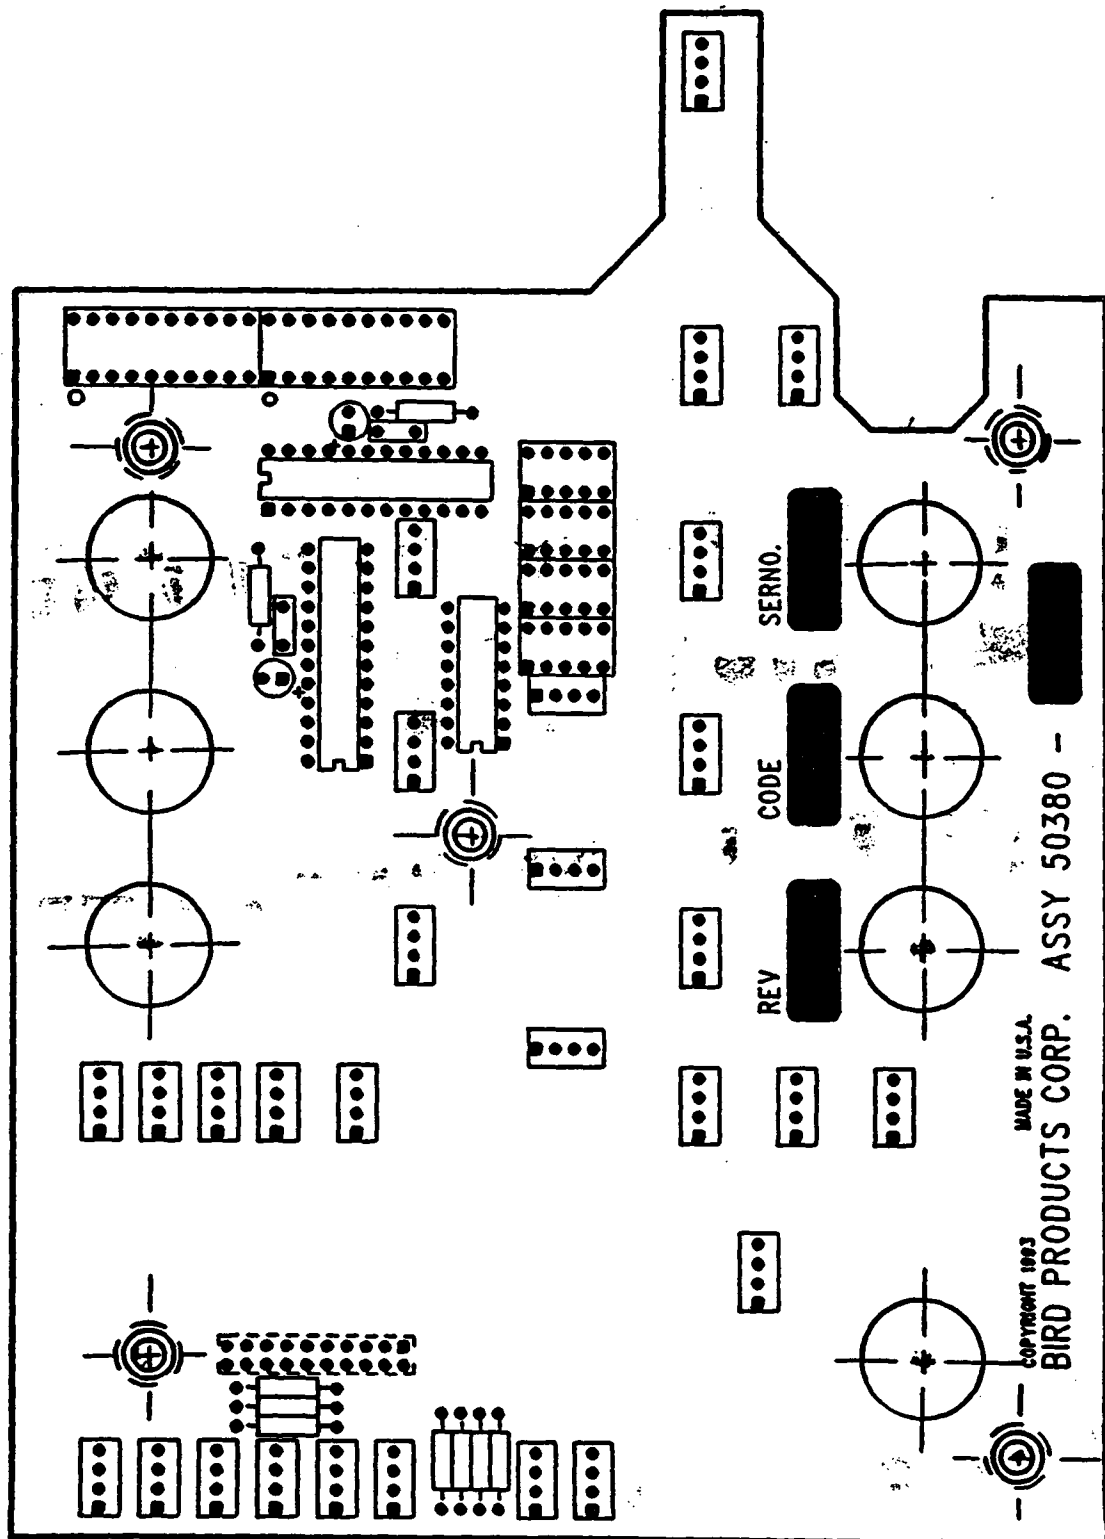 SERNO.
CODE
REV
COPYRIGHT 1993 MADE IN U.S.A.
BIRD PRODUCTS CORP. ASSY 50380 -